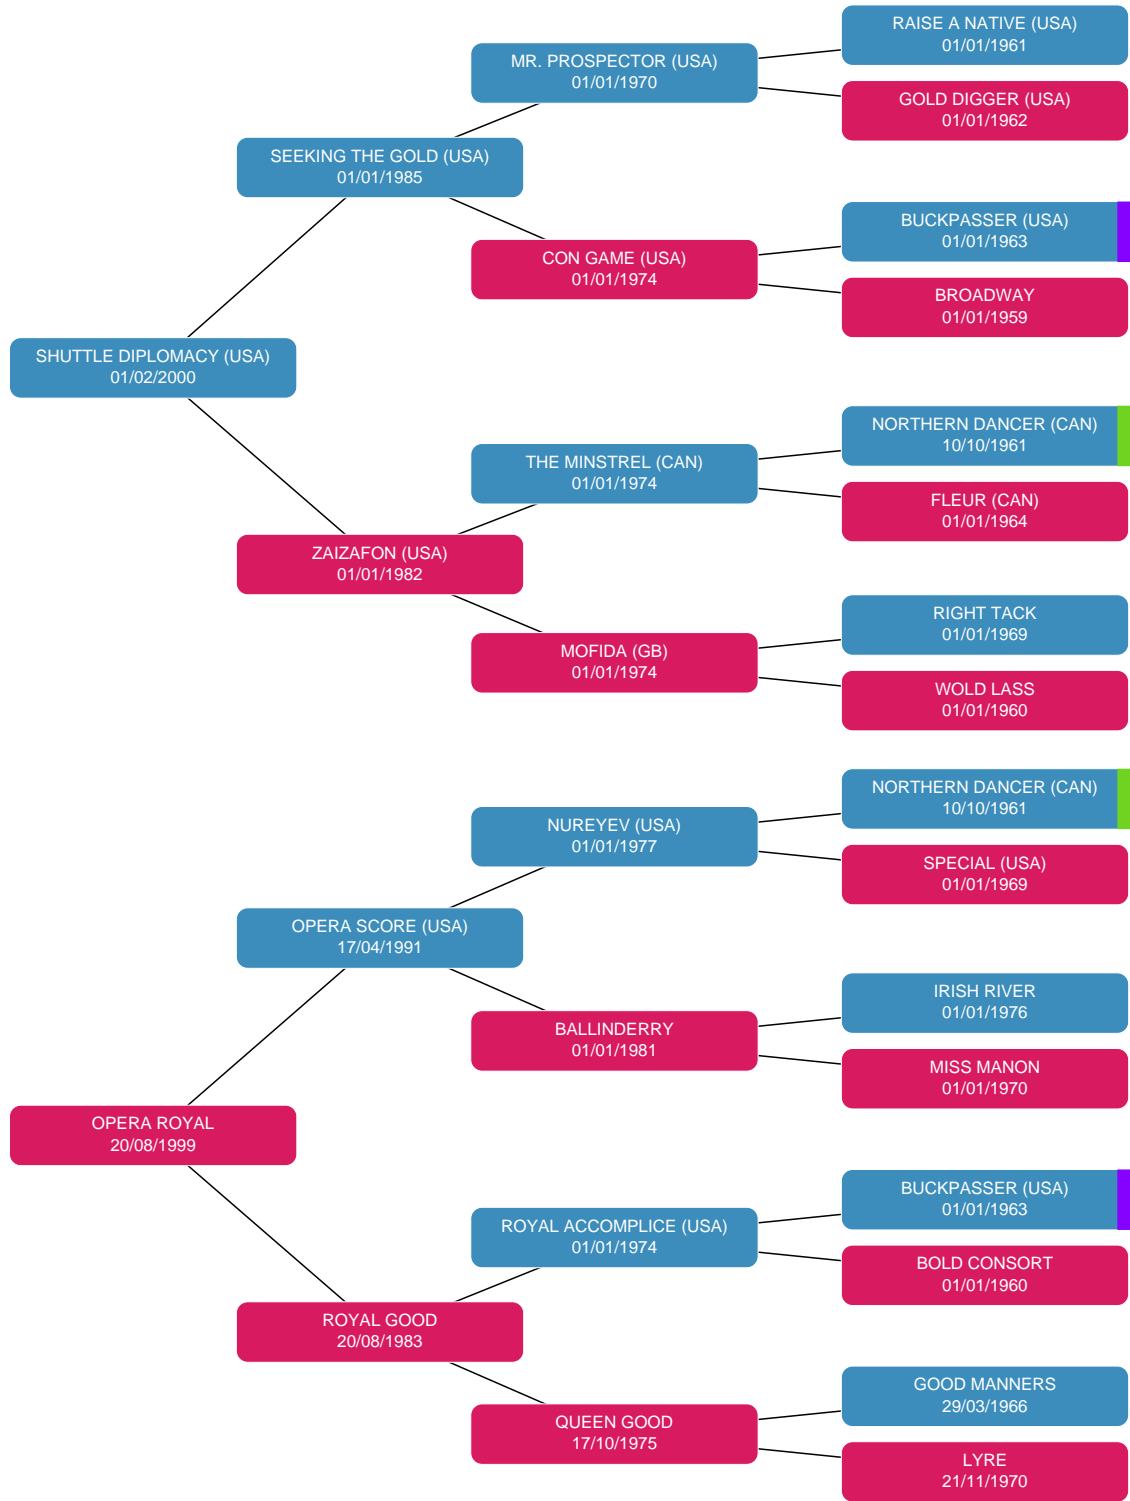 RAISE A NATIVE (USA)
01/01/1961
MR. PROSPECTOR (USA)
01/01/1970
GOLD DIGGER (USA)
01/01/1962
SEEKING THE GOLD (USA)
01/01/1985
BUCKPASSER (USA)
01/01/1963
CON GAME (USA)
01/01/1974
BROADWAY
01/01/1959
SHUTTLE DIPLOMACY (USA)
01/02/2000
NORTHERN DANCER (CAN)
10/10/1961
THE MINSTREL (CAN)
01/01/1974
FLEUR (CAN)
01/01/1964
ZAIZAFON (USA)
01/01/1982
RIGHT TACK
01/01/1969
MOFIDA (GB)
01/01/1974
WOLD LASS
01/01/1960
NORTHERN DANCER (CAN)
10/10/1961
NUREYEV (USA)
01/01/1977
SPECIAL (USA)
01/01/1969
OPERA SCORE (USA)
17/04/1991
IRISH RIVER
01/01/1976
BALLINDERRY
01/01/1981
MISS MANON
01/01/1970
OPERA ROYAL
20/08/1999
BUCKPASSER (USA)
01/01/1963
ROYAL ACCOMPLICE (USA)
01/01/1974
BOLD CONSORT
01/01/1960
ROYAL GOOD
20/08/1983
GOOD MANNERS
29/03/1966
QUEEN GOOD
17/10/1975
LYRE
21/11/1970